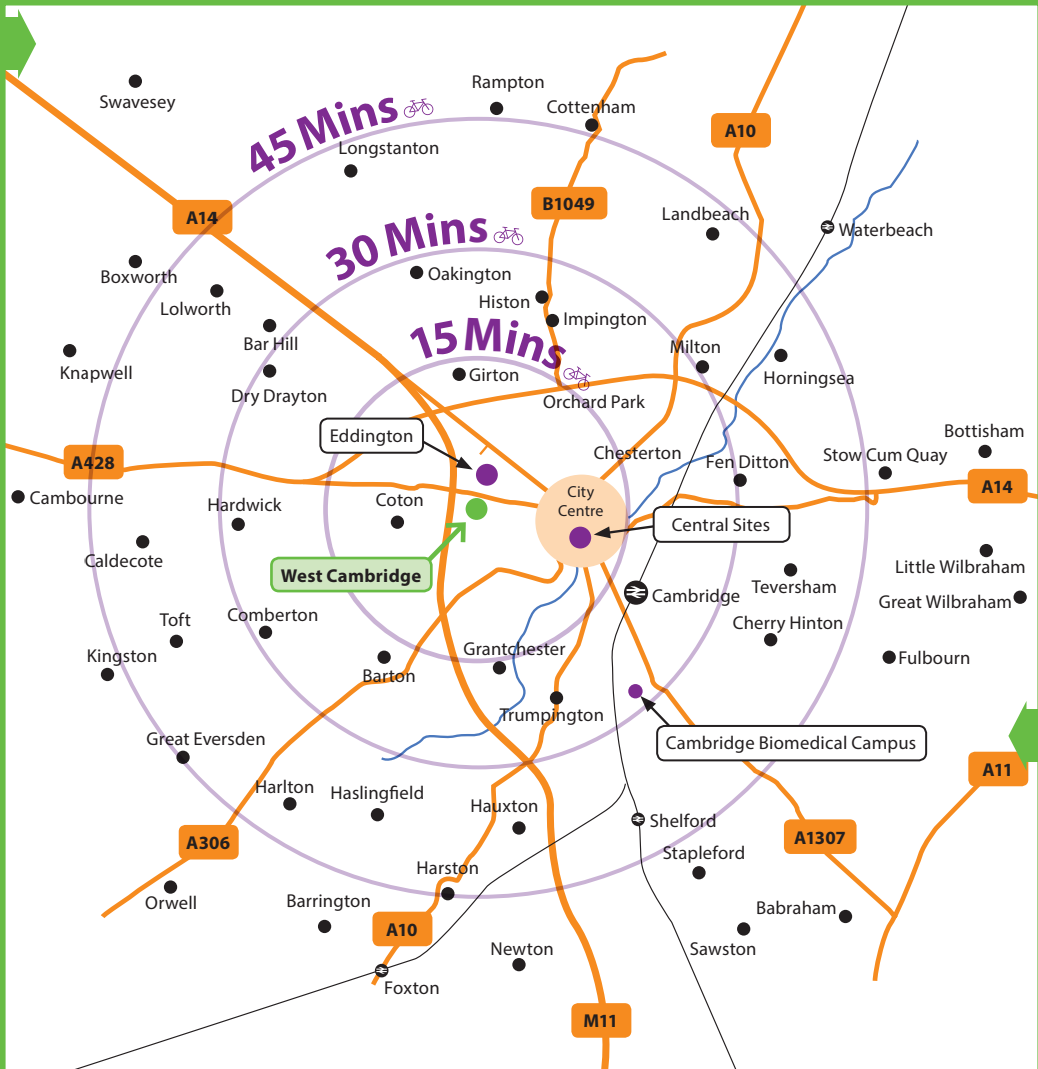 Swavesey
Rampton
45 Mins
Cottenham
A10
Longstanton
A14
B1049
Landbeach
Waterbeach
30 Mins
Boxworth
Oakington
Lolworth
Histon
Impington
Bar Hill
15 Mins
Milton
Knapwell
Horningsea
Girton
Dry Drayton
Orchard Park
Eddington
Bottisham
Chesterton
Stow Cum Quay
A428
Fen Ditton
A14
Cambourne
City
Centre
Hardwick
Coton
Central Sites
Caldecote
Little Wilbraham
West Cambridge
Teversham
Cambridge
Great Wilbraham
Comberton
Toft
Cherry Hinton
Grantchester
Kingston
Fulbourn
Barton
Trumpington
Great Eversden
Cambridge Biomedical Campus
A11
Harlton
Haslingfield
Hauxton
Shelford
A306
A1307
Stapleford
Harston
Orwell
Barrington
Babraham
A10
Newton
Sawston
Foxton
M11